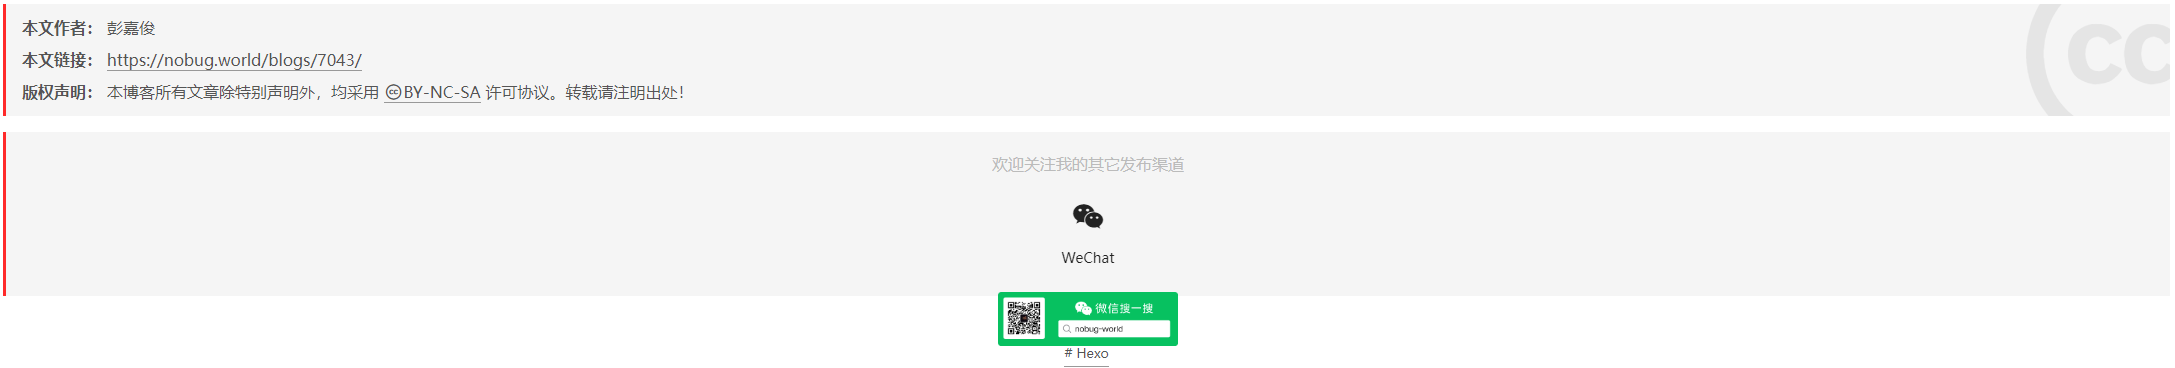 本文作者： 彭嘉俊
本文链接： https://nobug.world/blogs/7043/
版权声明： 本博客所有文章除特别声明外，均采用 BY-NC-SA 许可协议。转载请注明出处！
cc
欢迎关注我的其它发布渠道
WeChat
微信搜一搜
nobug-world
# Hexo